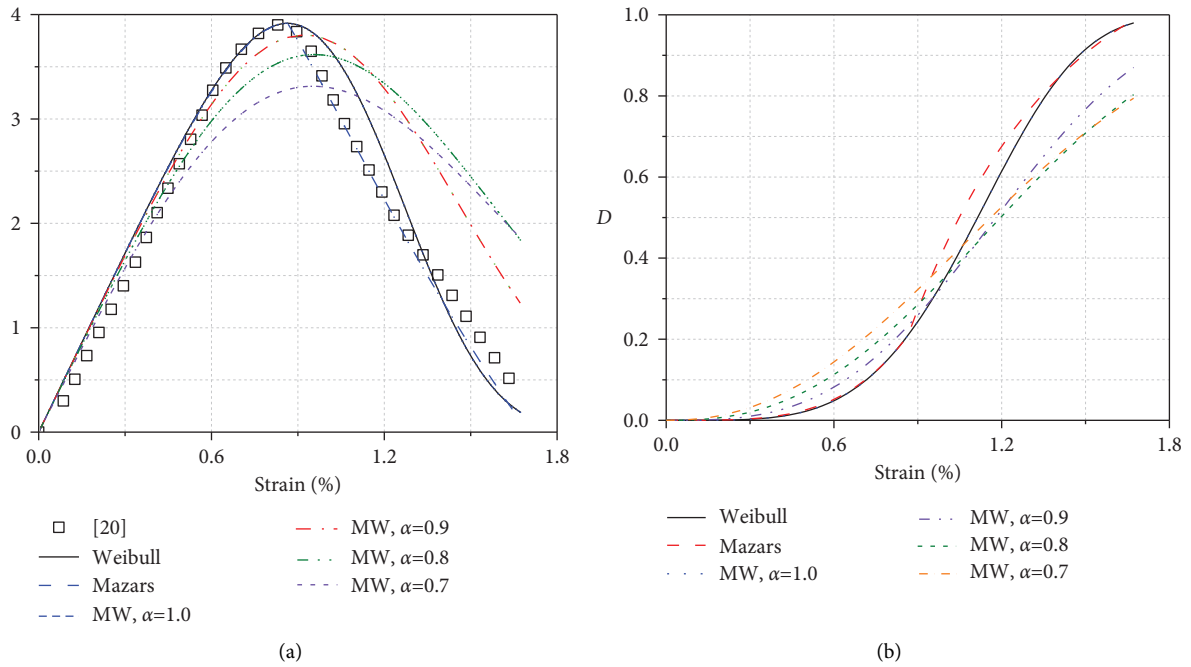 4
3
2
1
0
0.0
0.6
1.2
1.8
Strain (%)
[20]
Weibull
Mazars
MW, α=1.0
MW, α=0.9
MW, α=0.8
MW, α=0.7
(a)
1.0
0.8
0.6
D
0.4
0.2
0.0
0.0
0.6
1.2
1.8
Strain (%)
Weibull
Mazars
MW, α=1.0
MW, α=0.9
MW, α=0.8
MW, α=0.7
(b)